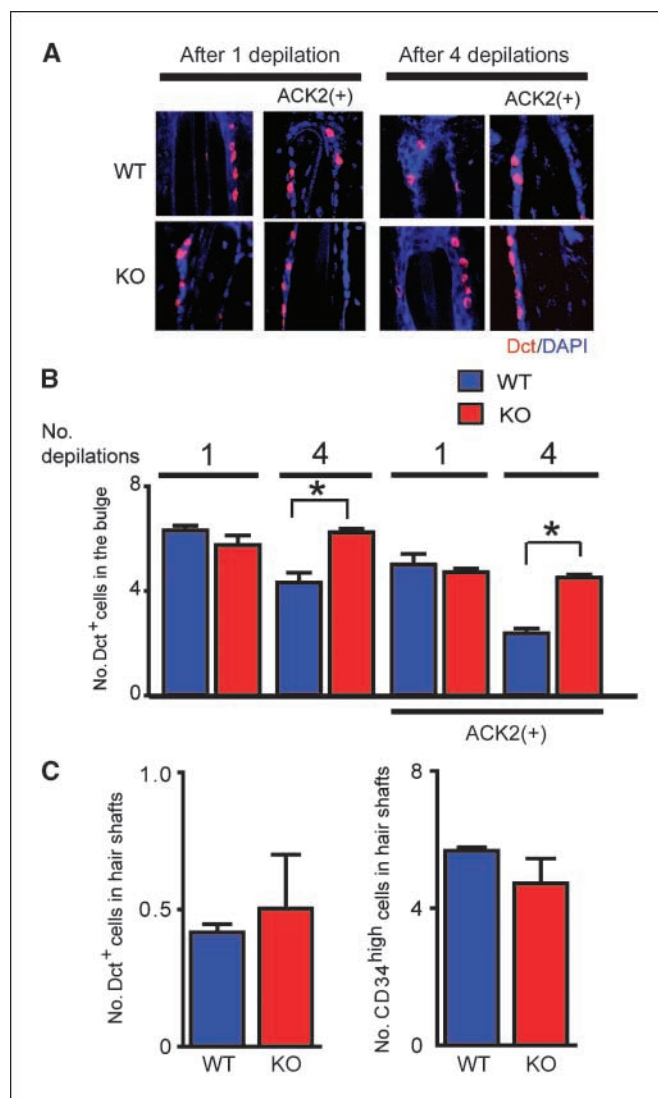 A
After 1 depilation
After 4 depilations
ACK2(+)
ACK2(+)
WT
KO
Dct/DAPI
B
WT
KO
No. depilations
1
4
1
4
No. Dct+ cells in the bulge
8
4
0
*
*
ACK2(+)
C
No. Dct+ cells in hair shafts
1.0
0.5
0
WT
KO
No. CD34high cells in hair shafts
8
4
0
WT
KO